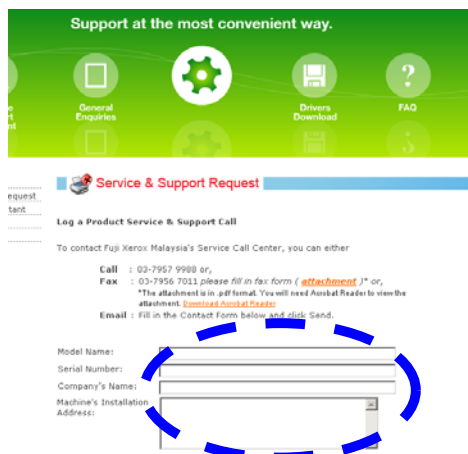 Support at the most convenient way.
General
Enquiries
Drivers
Download
FAQ
equest
tant
Service & Support Request
Log a Product Service & Support Call
To contact Fuji Xerox Malaysia's Service Call Center, you can either
Call : 03-7957 9988 or,
Fax : 03-7956 7011 please fill in fax form ( attachment )* or,
*The attachment is in .pdf format. You will need Acrobat Reader to view the
attachment. Download Acrobat Reader
Email : Fill in the Contact Form below and click Send.
Model Name:
Serial Number:
Company's Name:
Machine's Installation
Address: